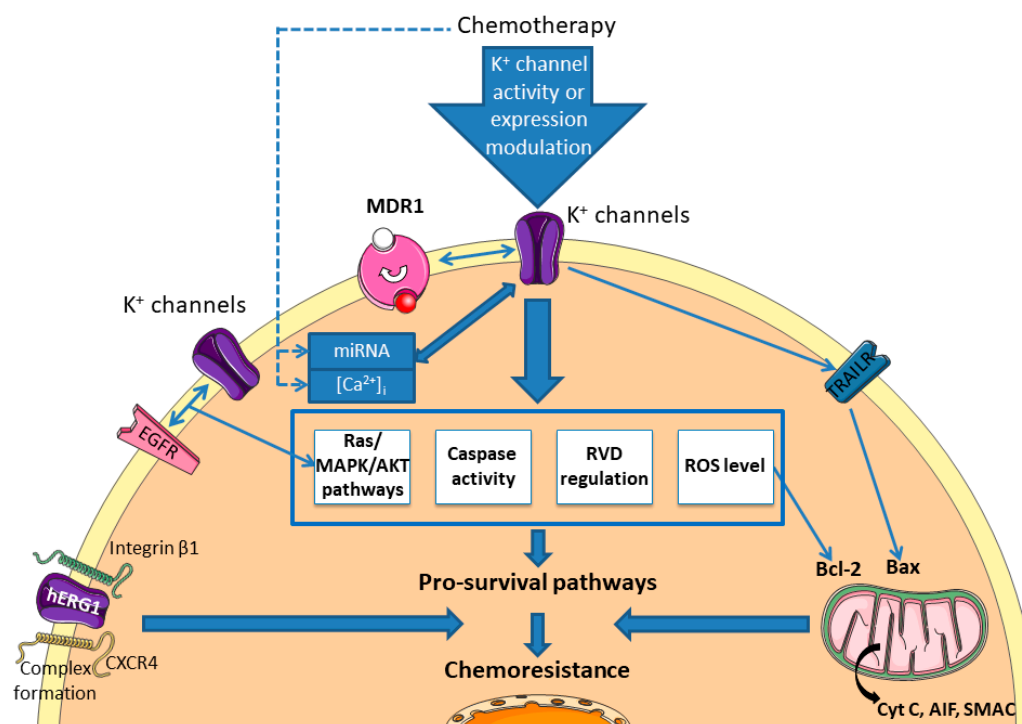 Chemotherapy
K⁺ channel
activity or
expression
modulation
MDR1
K⁺ channels
K⁺ channels
miRNA
[Ca²⁺]ᵢ
TRAILR
EGFR
Ras/
MAPK/AKT
pathways
Caspase
activity
RVD
regulation
ROS level
Integrin β1
hERG1
CXCR4
Complex
formation
Pro-survival pathways
Bcl-2
Bax
Chemoresistance
Cyt C, AIF, SMAC